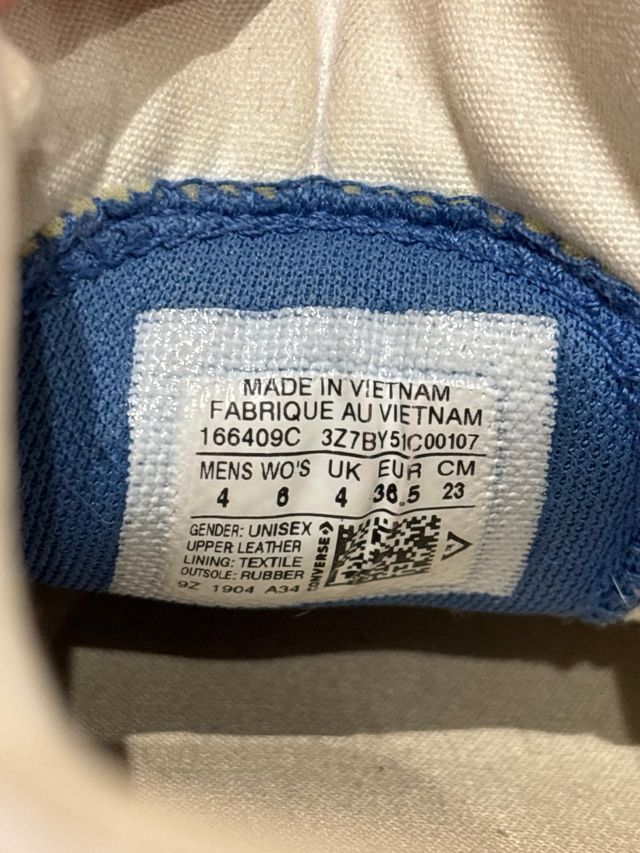 MADE IN VIETNAM
FABRIQUE AU VIETNAM
166409C 3Z7BY51C00107
MENS WO'S UK EUR CM
4 6 4 36.5 23
GENDER: UNISEX
UPPER: LEATHER
LINING: TEXTILE
OUTSOLE: RUBBER
9Z 1904 A34
CONVERSE